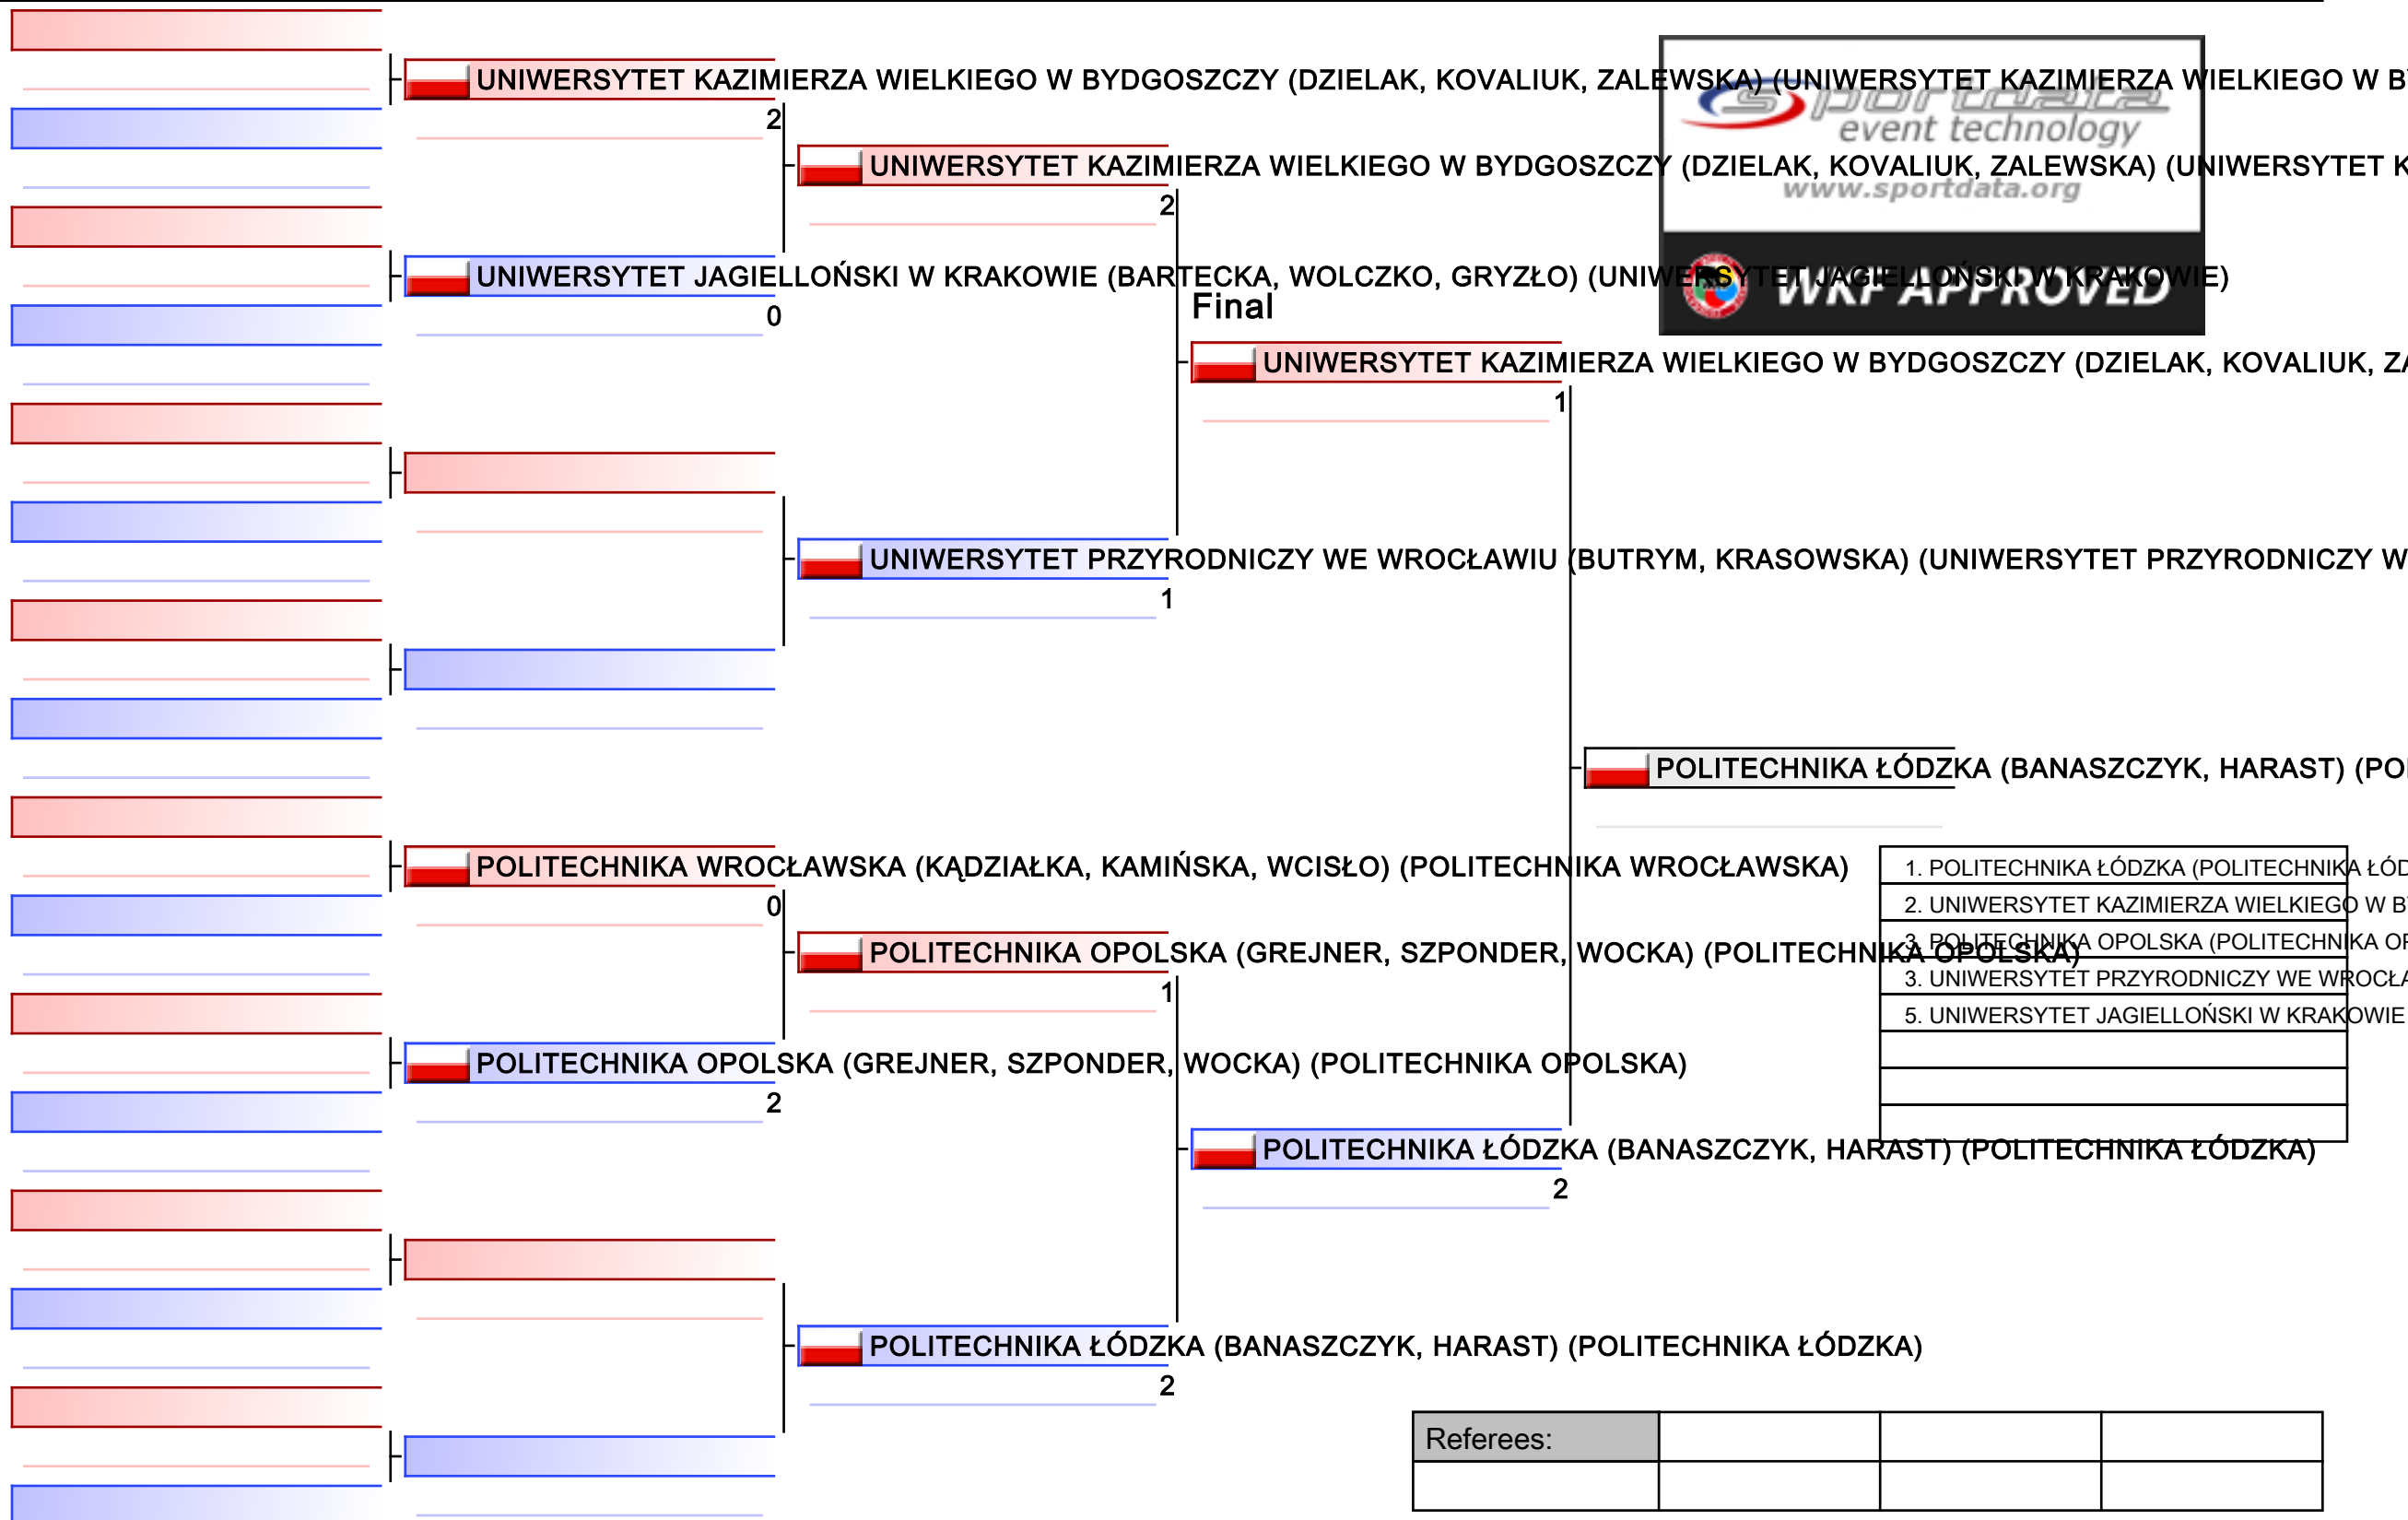 UNIWERSYTET KAZIMIERZA WIELKIEGO W BYDGOSZCZY (DZIELAK, KOVALIUK, ZALEWSKA) (UNIWERSYTET KAZIMIERZA WIELKIEGO W B
2
sportdata
event technology
www.sportdata.org
UNIWERSYTET KAZIMIERZA WIELKIEGO W BYDGOSZCZY (DZIELAK, KOVALIUK, ZALEWSKA) (UNIWERSYTET K
2
UNIWERSYTET JAGIELLOŃSKI W KRAKOWIE (BARTECKA, WOLCZKO, GRYZŁO) (UNIWERSYTET JAGIELLOŃSKI W KRAKOWIE)
0
WKF APPROVED
Final
UNIWERSYTET KAZIMIERZA WIELKIEGO W BYDGOSZCZY (DZIELAK, KOVALIUK, ZA
1
UNIWERSYTET PRZYRODNICZY WE WROCŁAWIU (BUTRYM, KRASOWSKA) (UNIWERSYTET PRZYRODNICZY W
1
POLITECHNIKA ŁÓDZKA (BANASZCZYK, HARAST) (PO
POLITECHNIKA WROCŁAWSKA (KĄDZIAŁKA, KAMIŃSKA, WCISŁO) (POLITECHNIKA WROCŁAWSKA)
0
1. POLITECHNIKA ŁÓDZKA (POLITECHNIKA ŁÓD
2. UNIWERSYTET KAZIMIERZA WIELKIEGO W B
3. POLITECHNIKA OPOLSKA (POLITECHNIKA OP
3. UNIWERSYTET PRZYRODNICZY WE WROCŁA
5. UNIWERSYTET JAGIELLOŃSKI W KRAKOWIE
POLITECHNIKA OPOLSKA (GREJNER, SZPONDER, WOCKA) (POLITECHNIKA OPOLSKA)
1
POLITECHNIKA OPOLSKA (GREJNER, SZPONDER, WOCKA) (POLITECHNIKA OPOLSKA)
2
POLITECHNIKA ŁÓDZKA (BANASZCZYK, HARAST) (POLITECHNIKA ŁÓDZKA)
2
POLITECHNIKA ŁÓDZKA (BANASZCZYK, HARAST) (POLITECHNIKA ŁÓDZKA)
2
Referees: